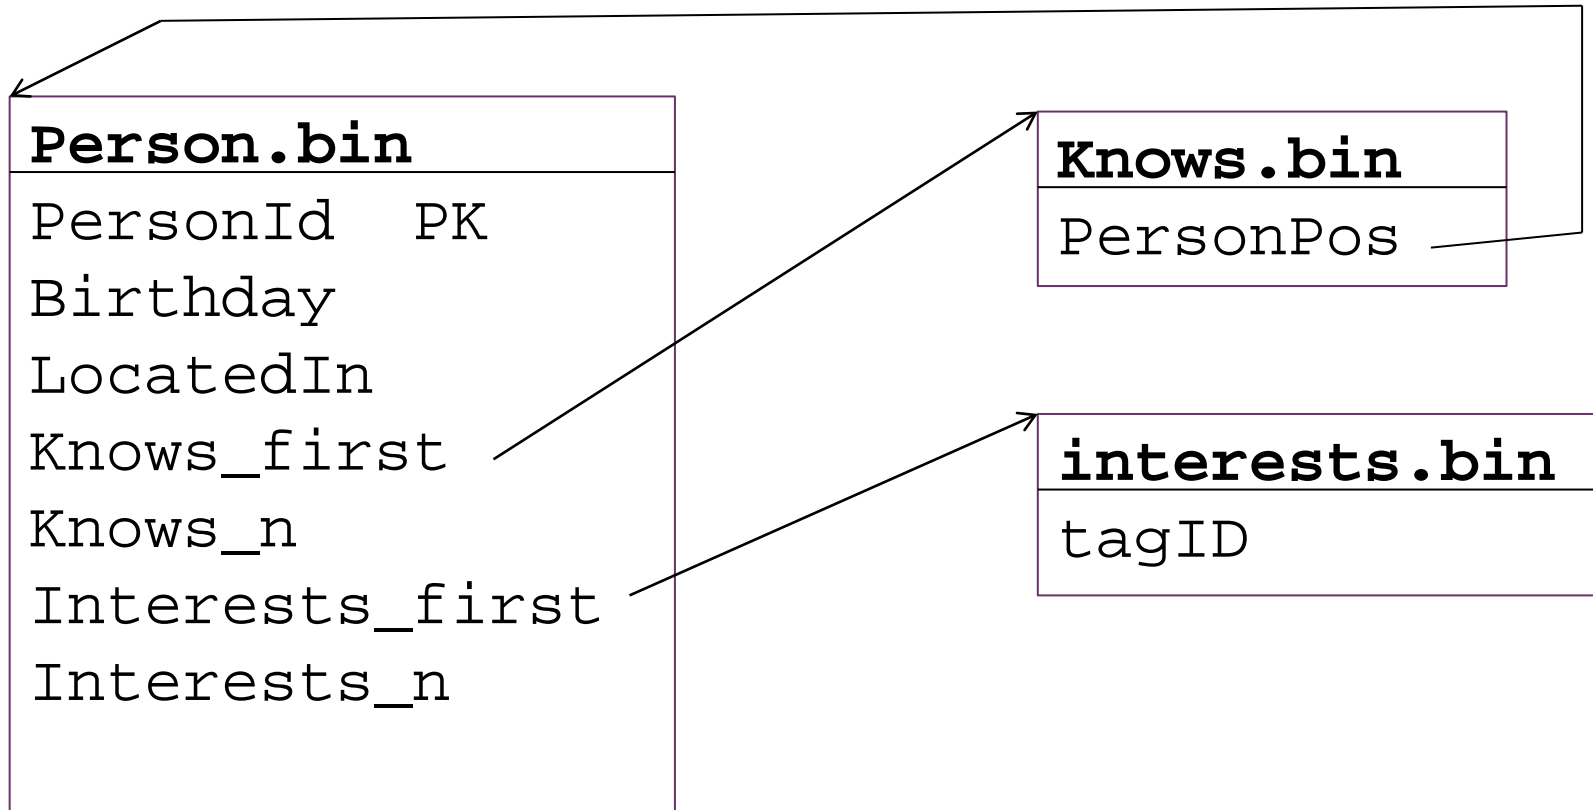 Person.bin
PersonId PK
Birthday
LocatedIn
Knows_first
Knows_n
Interests_first
Interests_n
Knows.bin
PersonPos
interests.bin
tagID